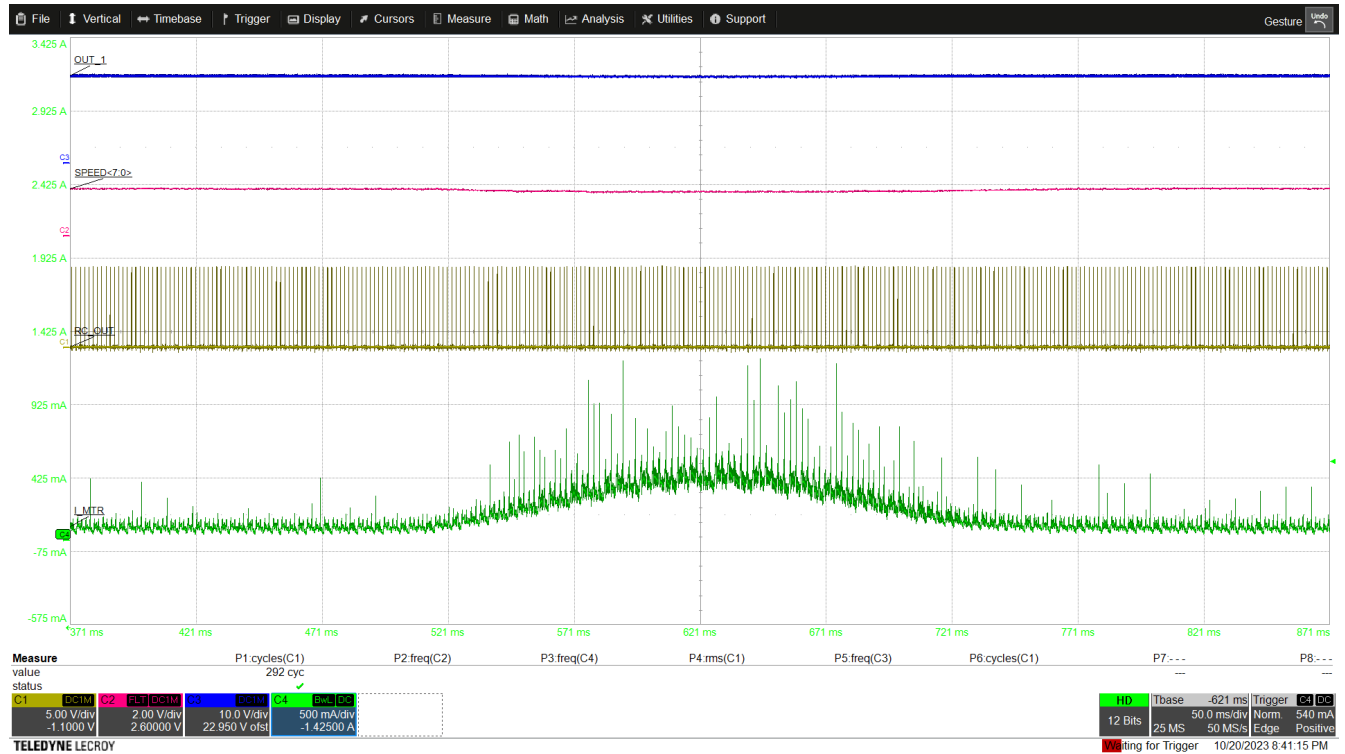 File Vertical Timebase Trigger Display Cursors Measure Math Analysis Utilities Support Gesture Undo
3.425 A
OUT_1
2.925 A
C3
SPEED<7:0>
2.425 A
C2
1.925 A
RC_OUT
1.425 A
C1
925 mA
425 mA
I_MTR
C4
-75 mA
-575 mA
371 ms 421 ms 471 ms 521 ms 571 ms 621 ms 671 ms 721 ms 771 ms 821 ms 871 ms
Measure P1:cycles(C1) P2:freq(C2) P3:freq(C4) P4:rms(C1) P5:freq(C3) P6:cycles(C1) P7:- - - P8:- - -
value 292 cyc --- ---
status
C1 DC1M C2 FLT DC1M C3 DC1M C4 BwL DC HD Tbase -621 ms Trigger C4 DC
5.00 V/div 2.00 V/div 10.0 V/div 500 mA/div 12 Bits 50.0 ms/div Norm. 540 mA
-1.1000 V 2.60000 V 22.950 V ofst -1.42500 A 25 MS 50 MS/s Edge Positive
TELEDYNE LECROY Waiting for Trigger 10/20/2023 8:41:15 PM